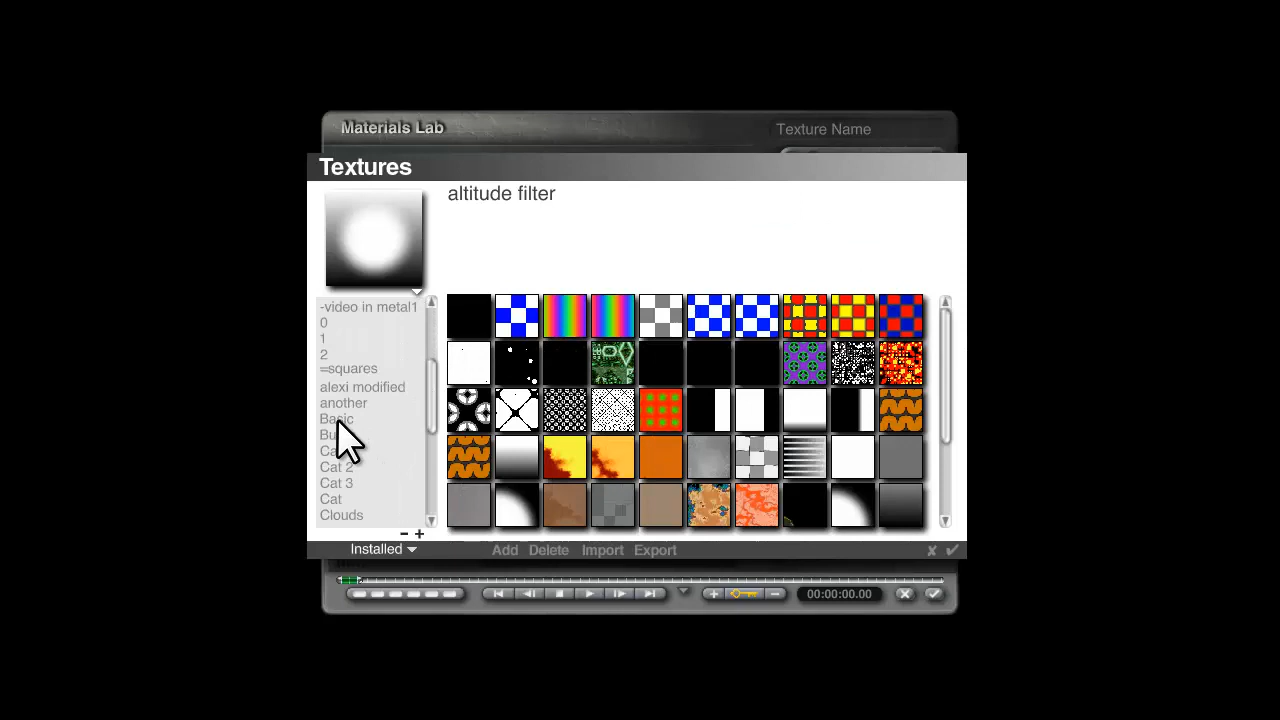 Materials Lab
Texture Name
Textures
altitude filter
-video in metal1
0
1
2
=squares
alexi modified
another
Basic
Cat 2
Cat 3
Cat
Clouds
Installed
Add Delete Import Export
00:00:00.00